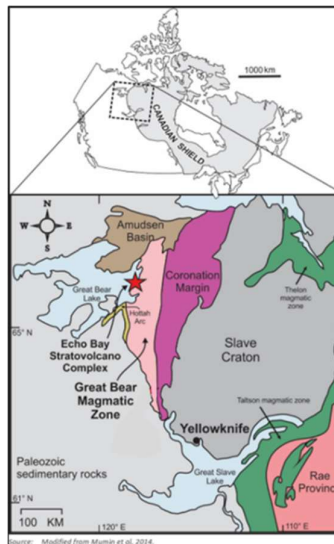 1000 km
CANADIAN SHIELD
N
W E
S
Amudsen
Basin
Great Bear
Lake
Hottah
Arc
Coronation
Margin
Thelon
magmatic
zone
65 N
Echo Bay
Stratovolcano
Complex
Great Bear
Magmatic
Zone
Slave
Craton
Yellowknife
Taltson magmatic zone
Great Slave
Lake
Paleozoic
sedimentary rocks
Rae
Provinc
61 N
100 KM
120° E
110° E
Source: Modified from Mumin et al, 2014.